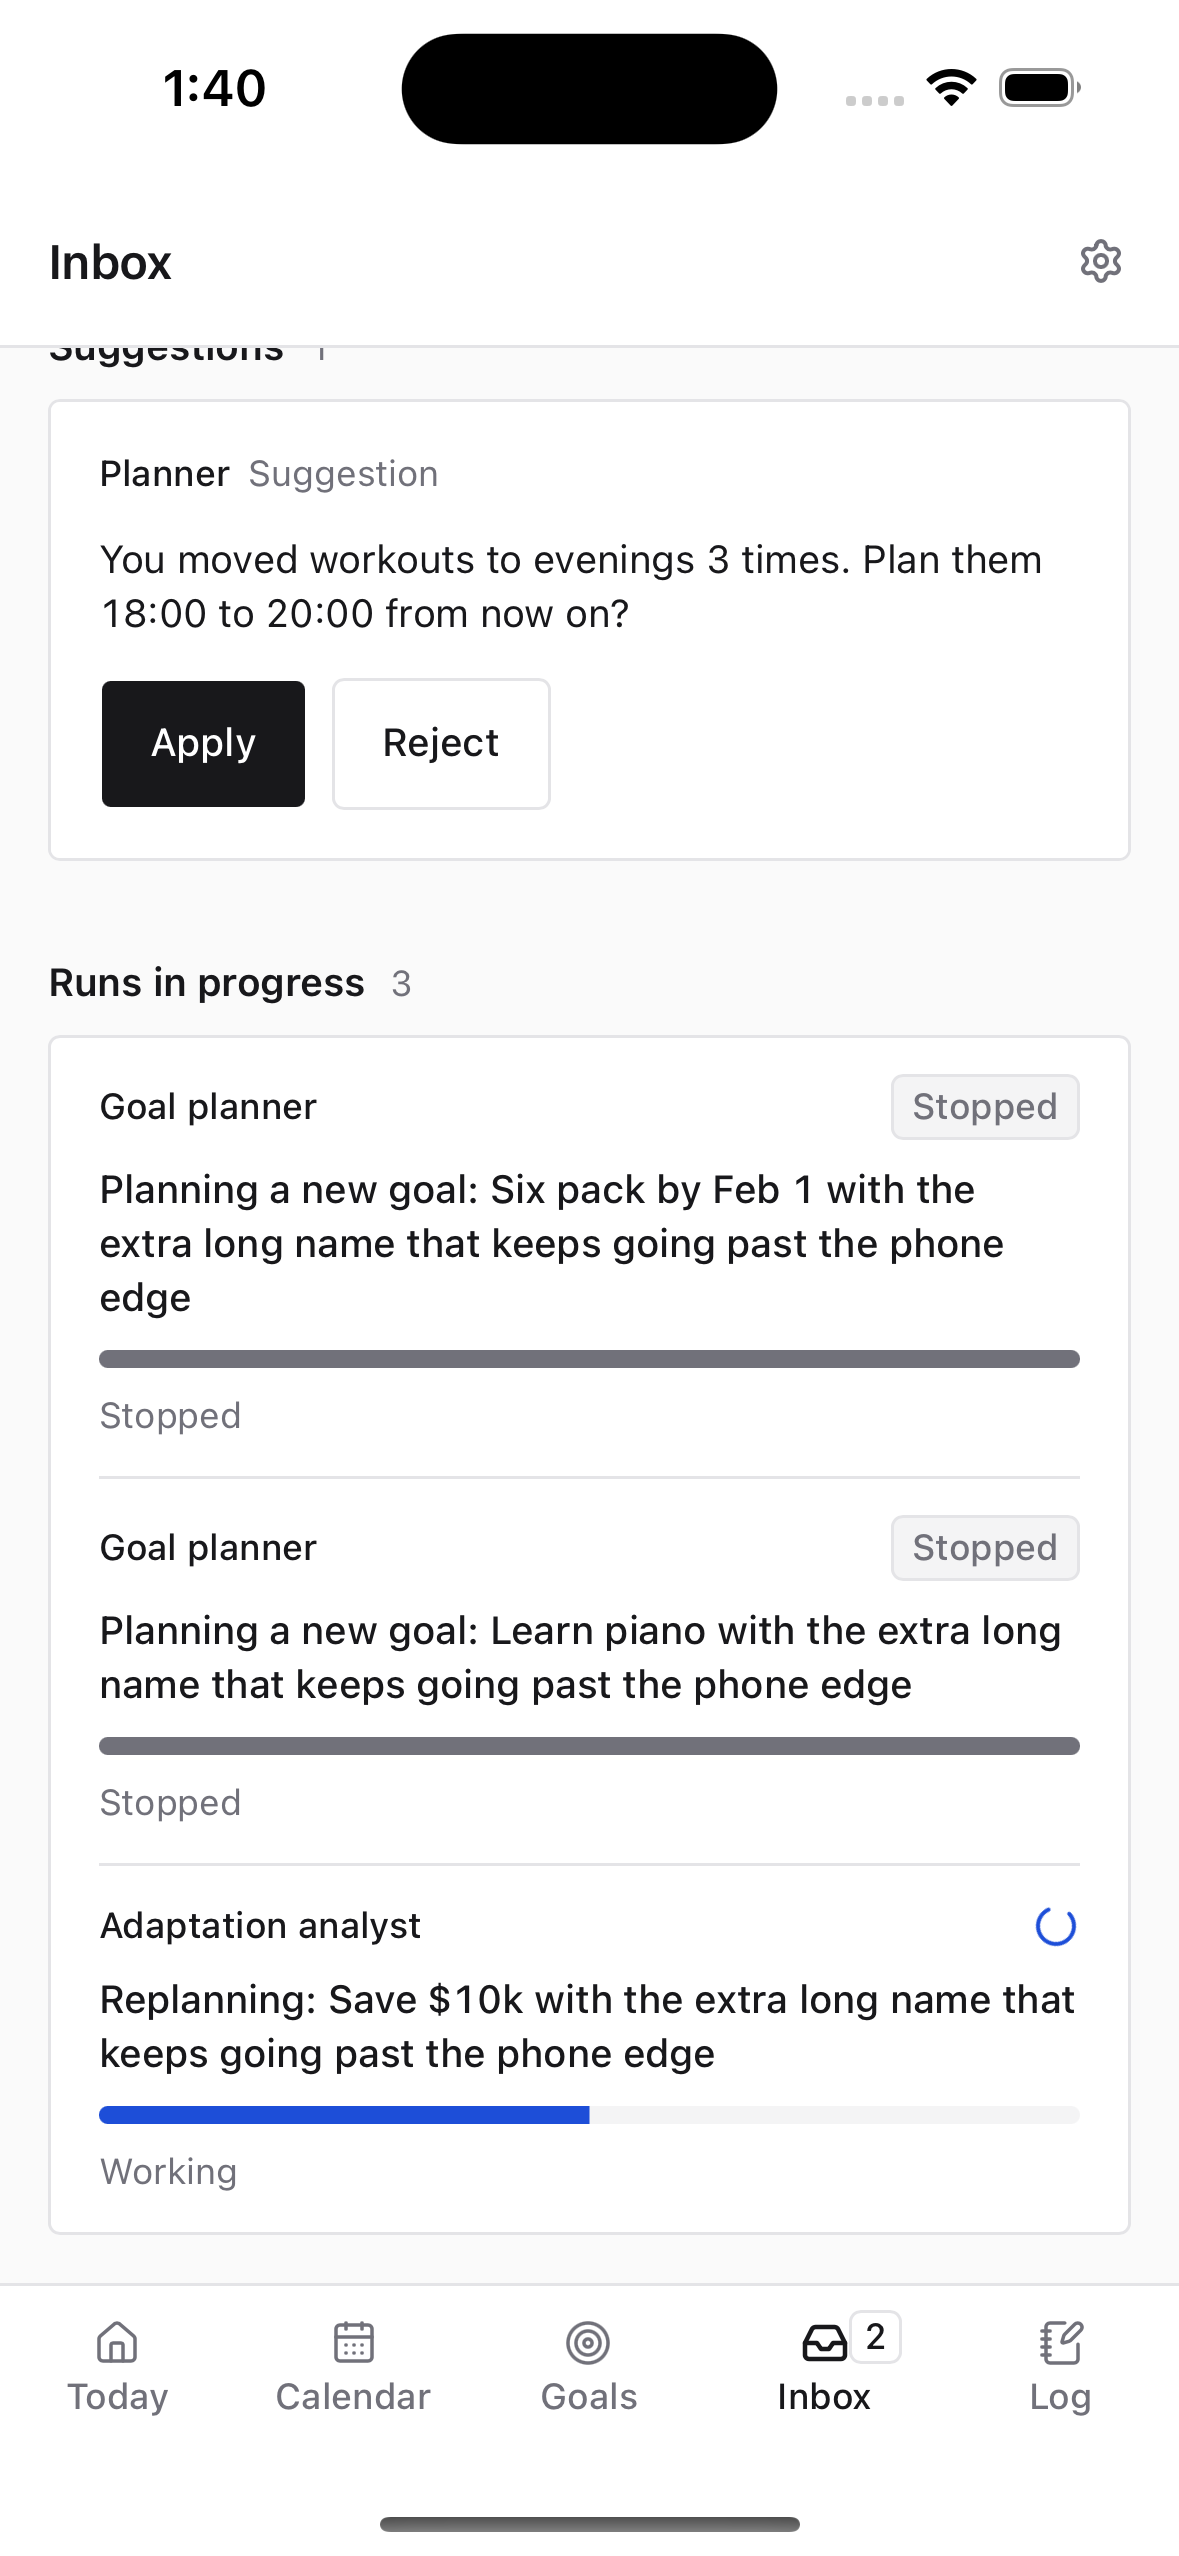 1:40
Inbox
Suggestions 1
Planner Suggestion
You moved workouts to evenings 3 times. Plan them
18:00 to 20:00 from now on?
Apply Reject
Runs in progress 3
Goal planner Stopped
Planning a new goal: Six pack by Feb 1 with the
extra long name that keeps going past the phone
edge
Stopped
Goal planner Stopped
Planning a new goal: Learn piano with the extra long
name that keeps going past the phone edge
Stopped
Adaptation analyst
Replanning: Save $10k with the extra long name that
keeps going past the phone edge
Working
2
Today Calendar Goals Inbox Log